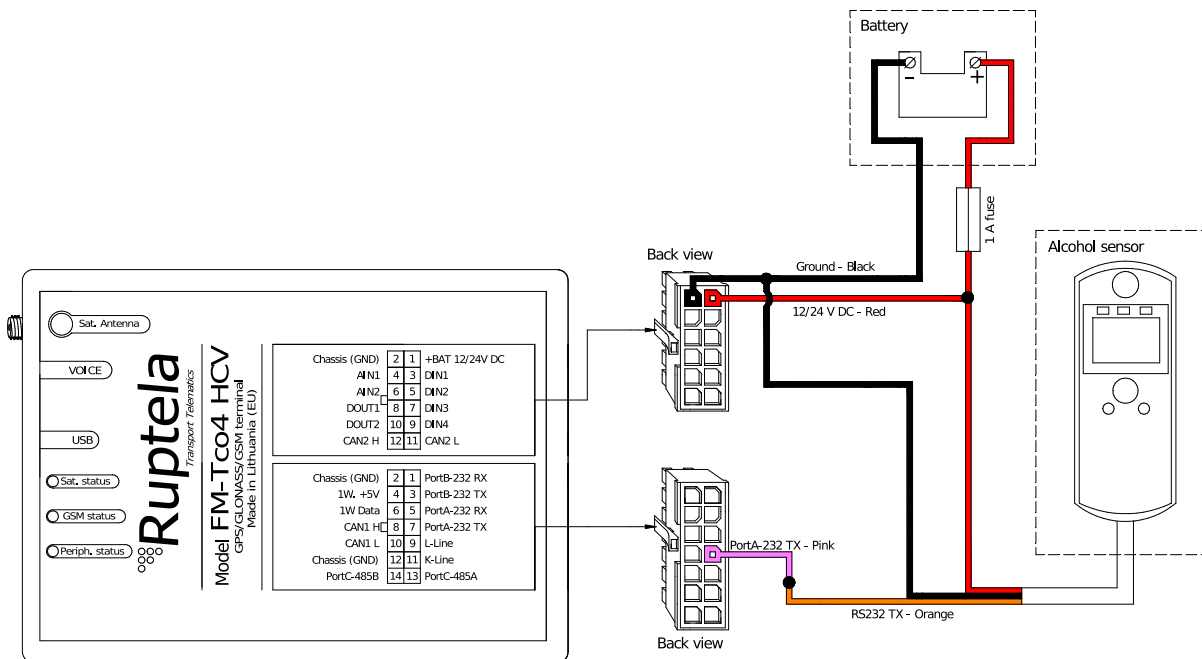 Battery
-
+
1 A fuse
Alcohol sensor
Back view
Ground - Black
12/24 V DC - Red
Sat. Antenna
VOICE
USB
Sat. status
GSM status
Periph. status
Ruptela
Transport Telematics
Model FM-Tco4 HCV
GPS/GLONASS/GSM terminal
Made in Lithuania (EU)
Chassis (GND) 2 1 +BAT 12/24V DC
AIN1 4 3 DIN1
AIN2 6 5 DIN2
DOUT1 8 7 DIN3
DOUT2 10 9 DIN4
CAN2 H 12 11 CAN2 L
Chassis (GND) 2 1 PortB-232 RX
1W. +5V 4 3 PortB-232 TX
1W Data 6 5 PortA-232 RX
CAN1 H 8 7 PortA-232 TX
CAN1 L 10 9 L-Line
Chassis (GND) 12 11 K-Line
PortC-485B 14 13 PortC-485A
PortA-232 TX - Pink
RS232 TX - Orange
Back view